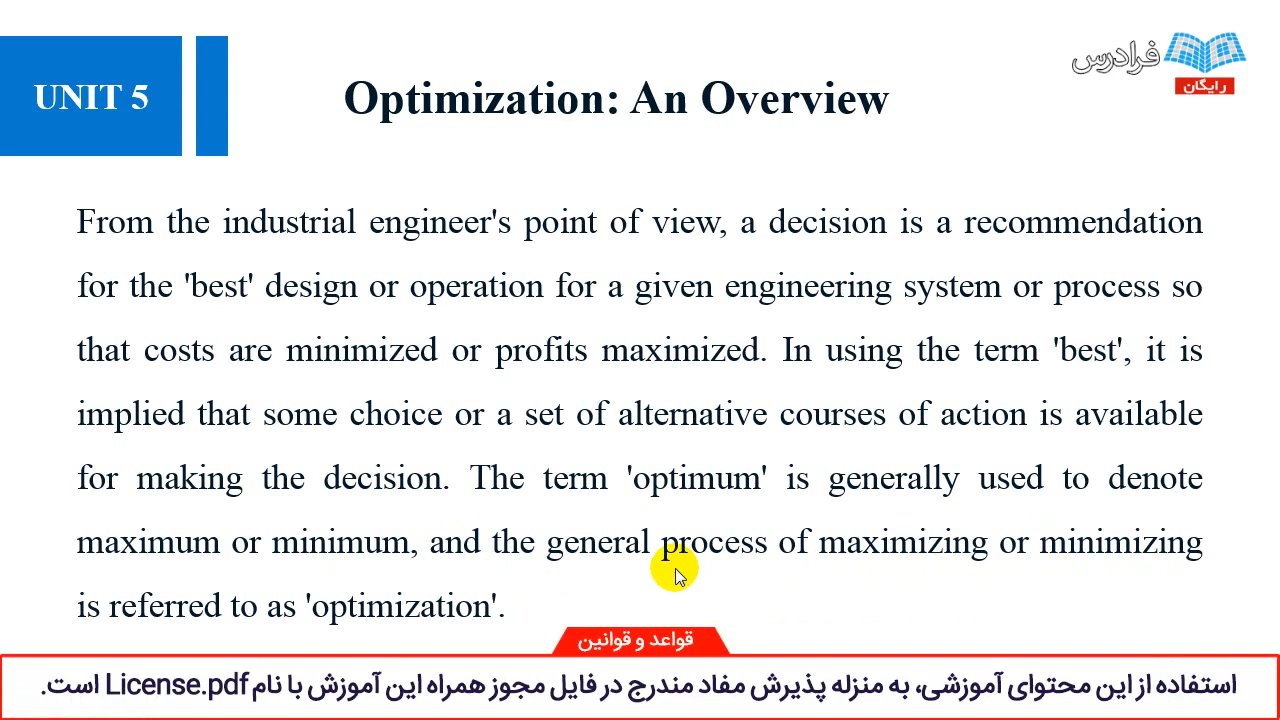 UNIT 5
Optimization: An Overview
فرادرس
رایگان
From the industrial engineer's point of view, a decision is a recommendation
for the 'best' design or operation for a given engineering system or process so
that costs are minimized or profits maximized. In using the term 'best', it is
implied that some choice or a set of alternative courses of action is available
for making the decision. The term 'optimum' is generally used to denote
maximum or minimum, and the general process of maximizing or minimizing
is referred to as 'optimization'.
قواعد و قوانین
استفاده از این محتوای آموزشی، به منزله پذیرش مفاد مندرج در فایل مجوز همراه این آموزش با نام License.pdf است.